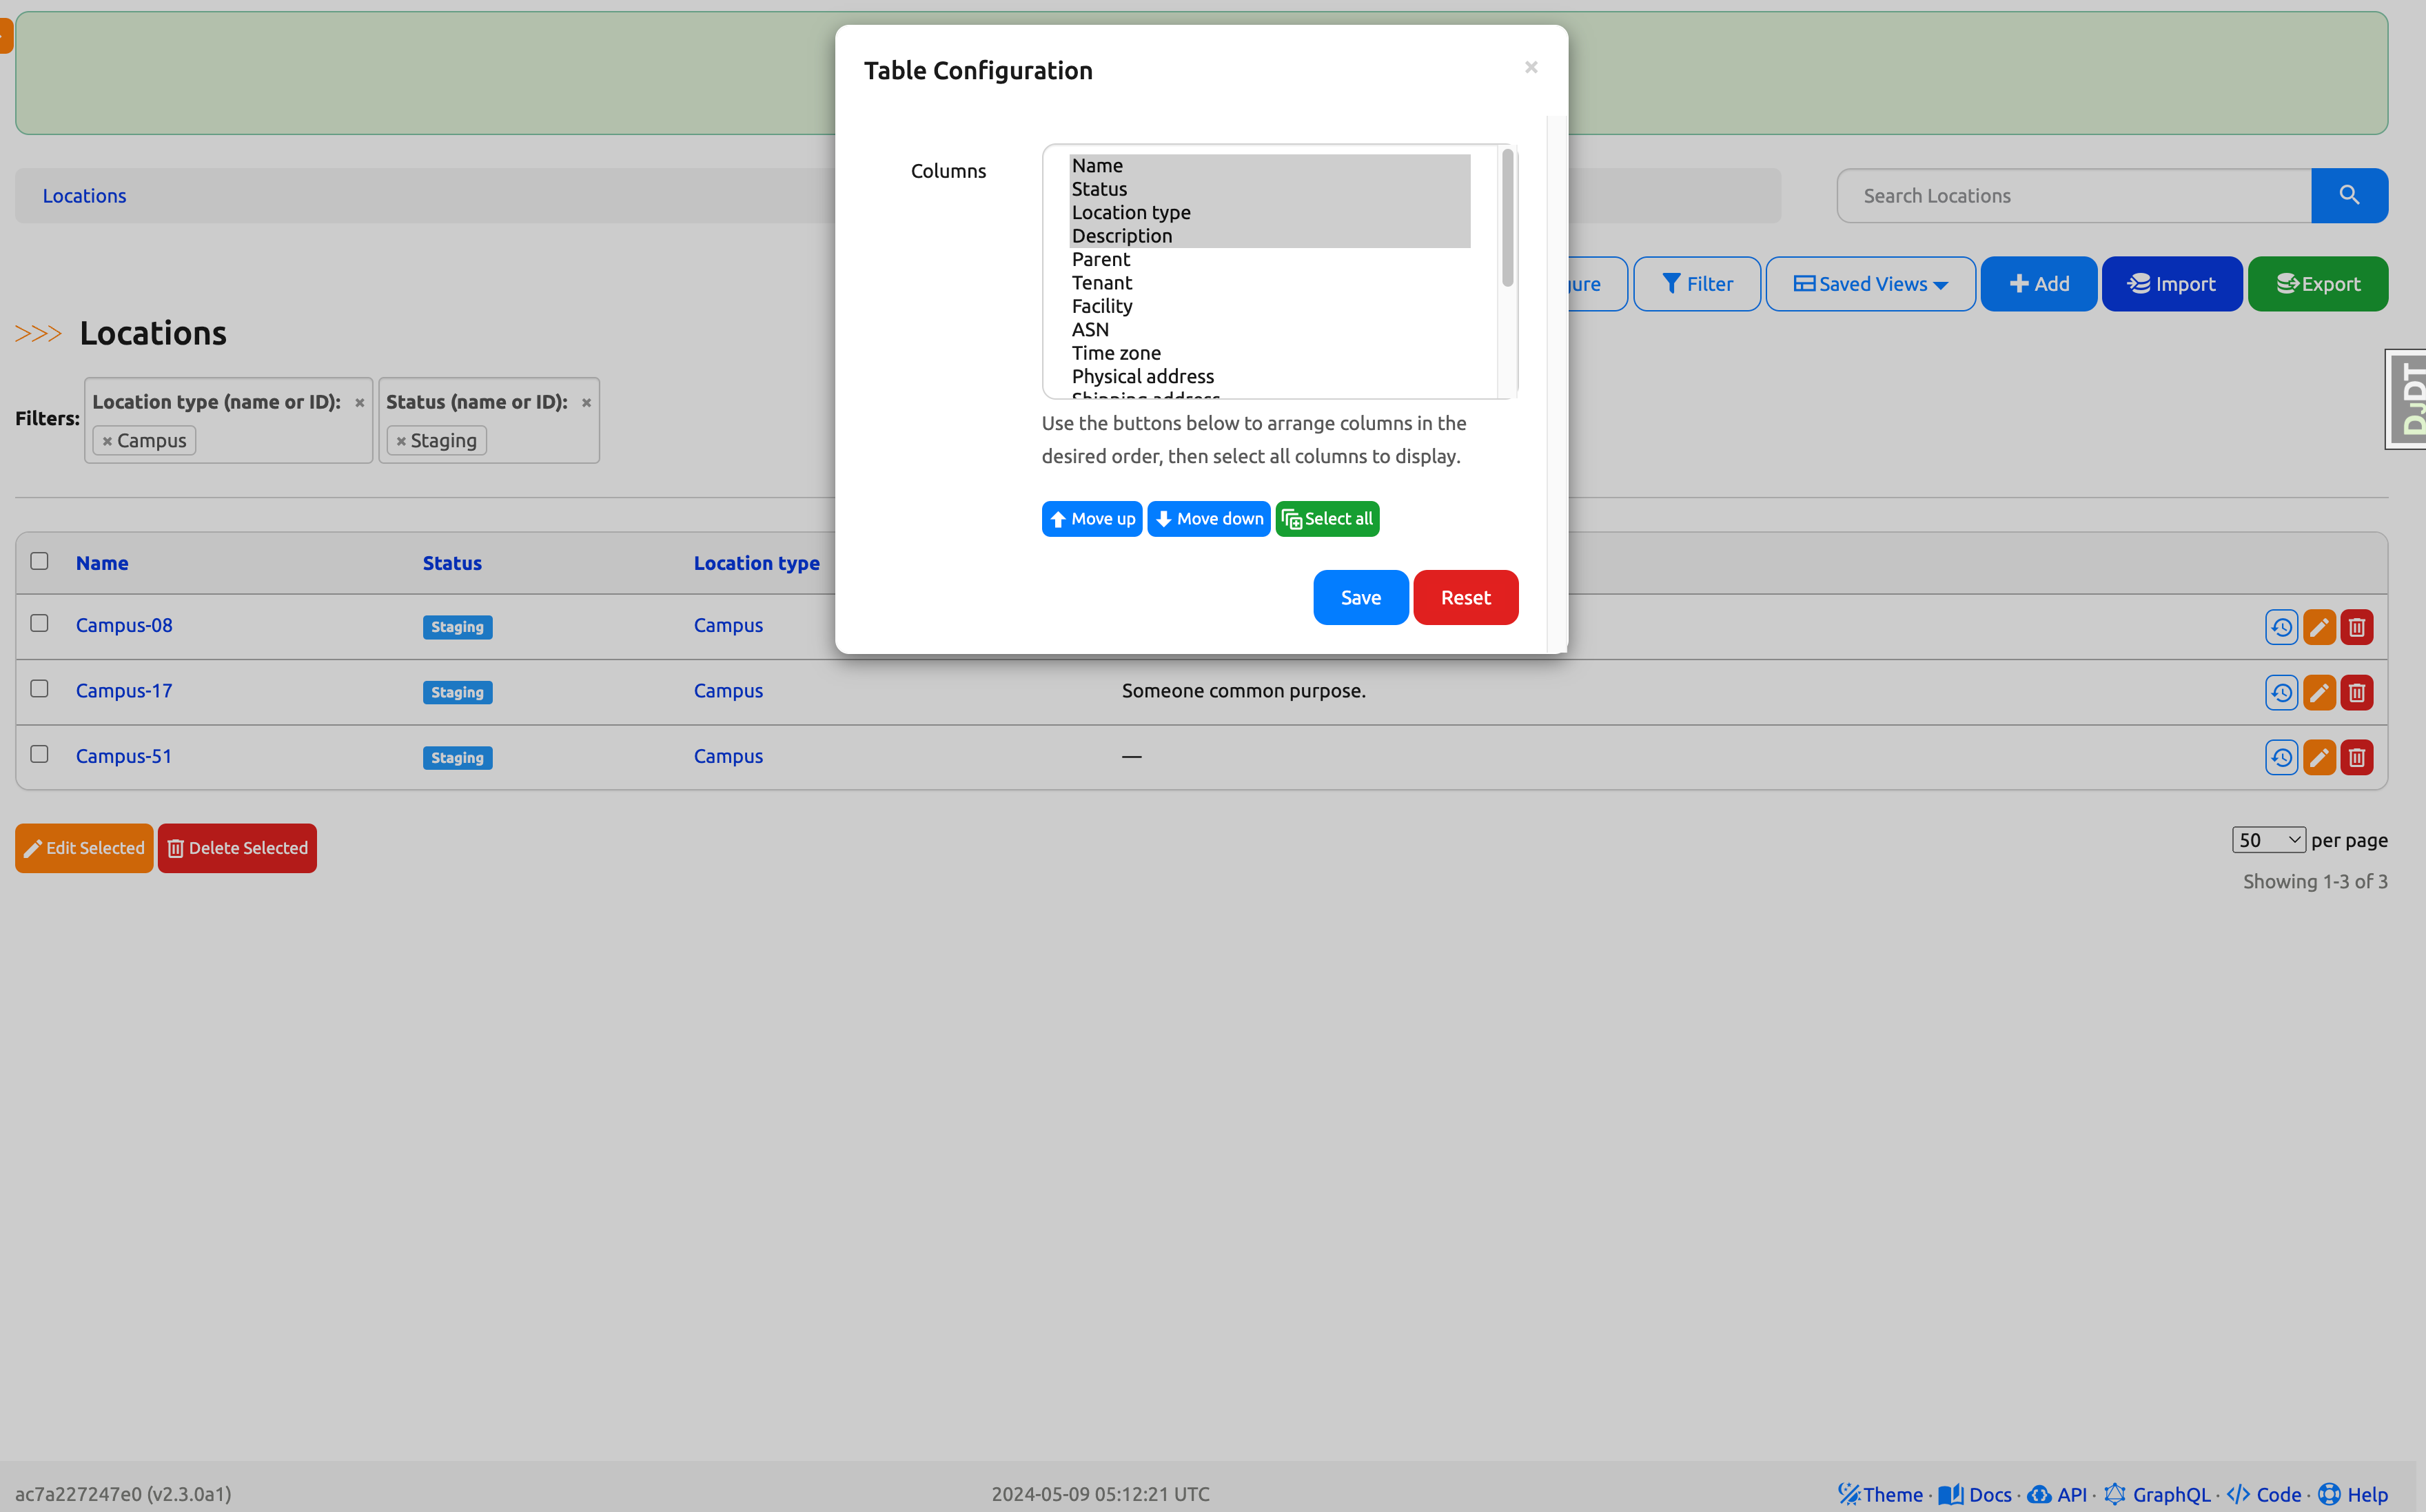 Table Configuration
×
Columns
Name
Status
Location type
Description
Parent
Tenant
Facility
ASN
Time zone
Physical address
Use the buttons below to arrange columns in the
desired order, then select all columns to display.
Move up
Move down
Select all
Save
Reset
Locations
Search Locations
Filter
Saved Views
Add
Import
Export
>>> Locations
Filters:
Location type (name or ID): ×
× Campus
Status (name or ID): ×
× Staging
DJDT
Name Status Location type
Campus-08 Staging Campus
Campus-17 Staging Campus Someone common purpose.
Campus-51 Staging Campus —
Edit Selected
Delete Selected
50 per page
Showing 1-3 of 3
ac7a227247e0 (v2.3.0a1)
2024-05-09 05:12:21 UTC
Theme · Docs · API · GraphQL · Code · Help